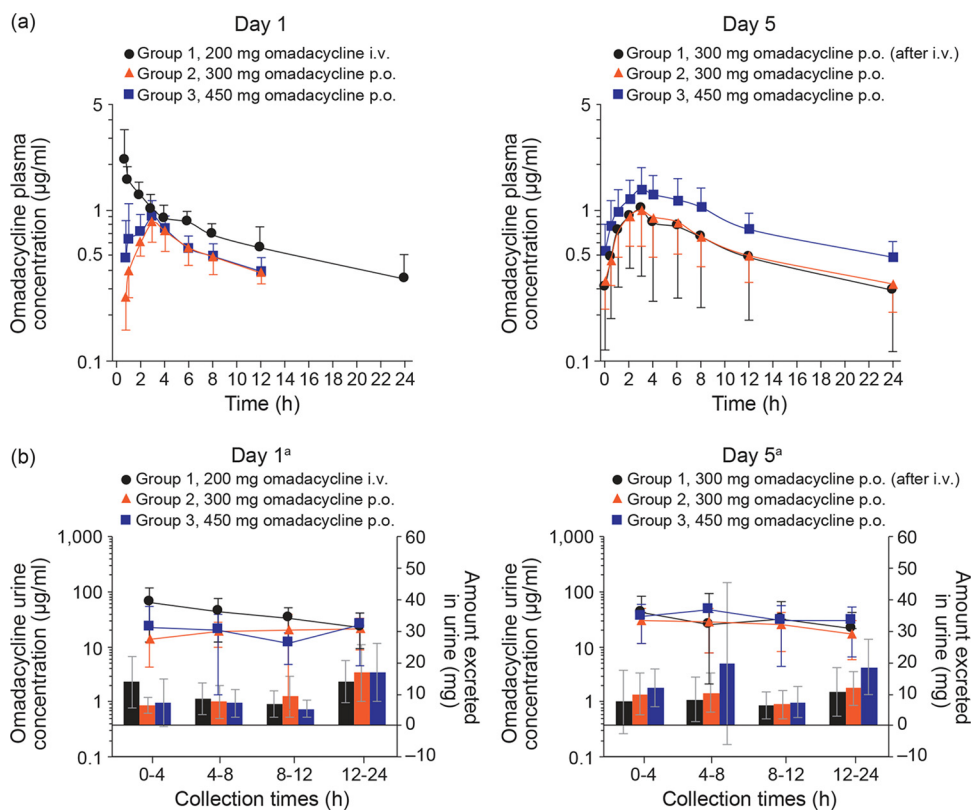 (a)
Day 1
Group 1, 200 mg omadacycline i.v.
Group 2, 300 mg omadacycline p.o.
Group 3, 450 mg omadacycline p.o.
Omadacycline plasma
concentration (µg/ml)
5
1
0.5
0.1
0 2 4 6 8 10 12 14 16 18 20 22 24
Time (h)
Day 5
Group 1, 300 mg omadacycline p.o. (after i.v.)
Group 2, 300 mg omadacycline p.o.
Group 3, 450 mg omadacycline p.o.
Omadacycline plasma
concentration (µg/ml)
5
1
0.5
0.1
0 2 4 6 8 10 12 14 16 18 20 22 24
Time (h)
(b)
Day 1ᵃ
Group 1, 200 mg omadacycline i.v.
Group 2, 300 mg omadacycline p.o.
Group 3, 450 mg omadacycline p.o.
Omadacycline urine
concentration (µg/ml)
1,000
100
10
1
0.1
60
50
40
30
20
10
0
–10
Amount excreted
in urine (mg)
0-4 4-8 8-12 12-24
Collection times (h)
Day 5ᵃ
Group 1, 300 mg omadacycline p.o. (after i.v.)
Group 2, 300 mg omadacycline p.o.
Group 3, 450 mg omadacycline p.o.
Omadacycline urine
concentration (µg/ml)
1,000
100
10
1
0.1
60
50
40
30
20
10
0
–10
Amount excreted
in urine (mg)
0-4 4-8 8-12 12-24
Collection times (h)